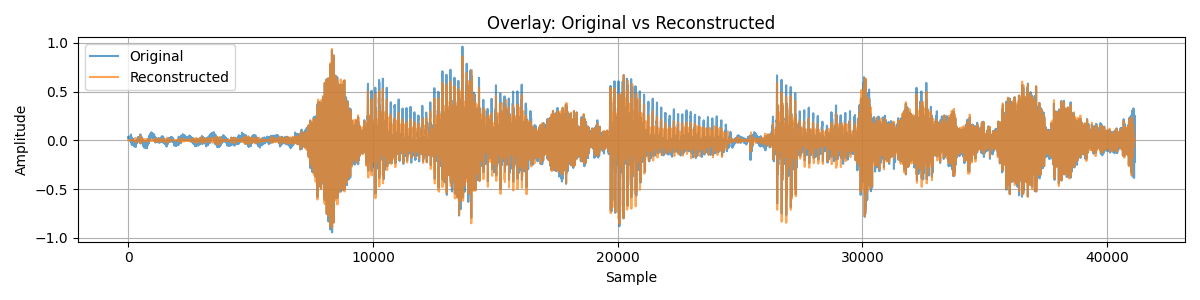 Overlay: Original vs Reconstructed
Original
Reconstructed
1.0
0.5
0.0
−0.5
−1.0
Amplitude
0
10000
20000
30000
40000
Sample